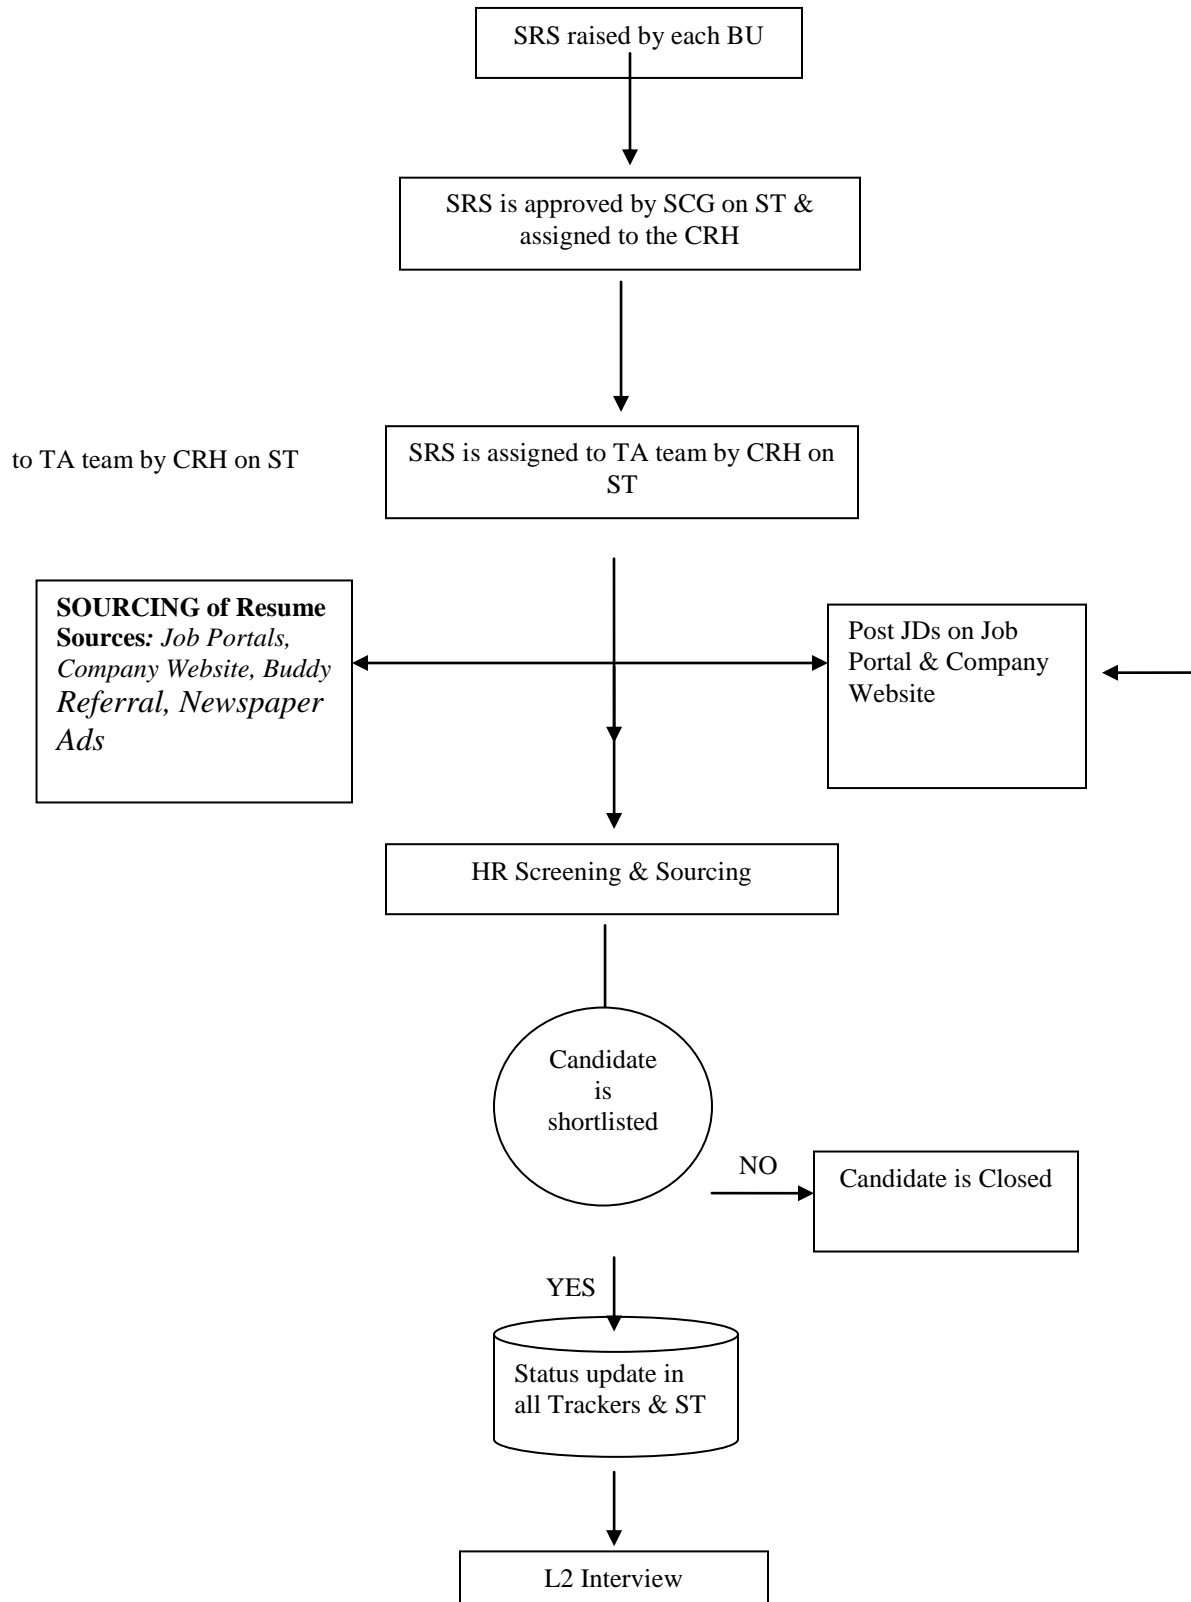 SRS raised by each BU
SRS is approved by SCG on ST &
assigned to the CRH
to TA team by CRH on ST
SRS is assigned to TA team by CRH on
ST
SOURCING of Resume
Sources: Job Portals,
Company Website, Buddy
Referral, Newspaper
Ads
Post JDs on Job
Portal & Company
Website
HR Screening & Sourcing
Candidate
is
shortlisted
NO
Candidate is Closed
YES
Status update in
all Trackers & ST
L2 Interview